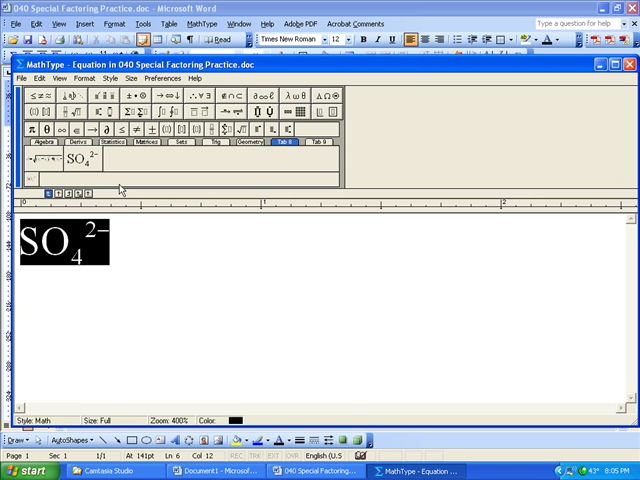 040 Special Factoring Practice.doc - Microsoft Word
File Edit View Insert Format Tools Table MathType Window Help Adobe PDF Acrobat Comments
Type a question for help
Read Times New Roman 12 B I U
MathType - Equation in 040 Special Factoring Practice.doc
File Edit View Format Style Size Preferences Help
Algebra Derivs Statistics Matrices Sets Trig Geometry Tab 8 Tab 9
SO₄²⁻
0 1 2
SO₄²⁻
Style: Math Size: Full Zoom: 400% Color:
Draw AutoShapes
Page 1 Sec 1 1/1 At 141pt Ln 6 Col 12 REC TRK EXT OVR English (U.S
start Camtasia Studio Document1 - Microsof... 040 Special Factoring... MathType - Equation ... 43° 8:05 PM